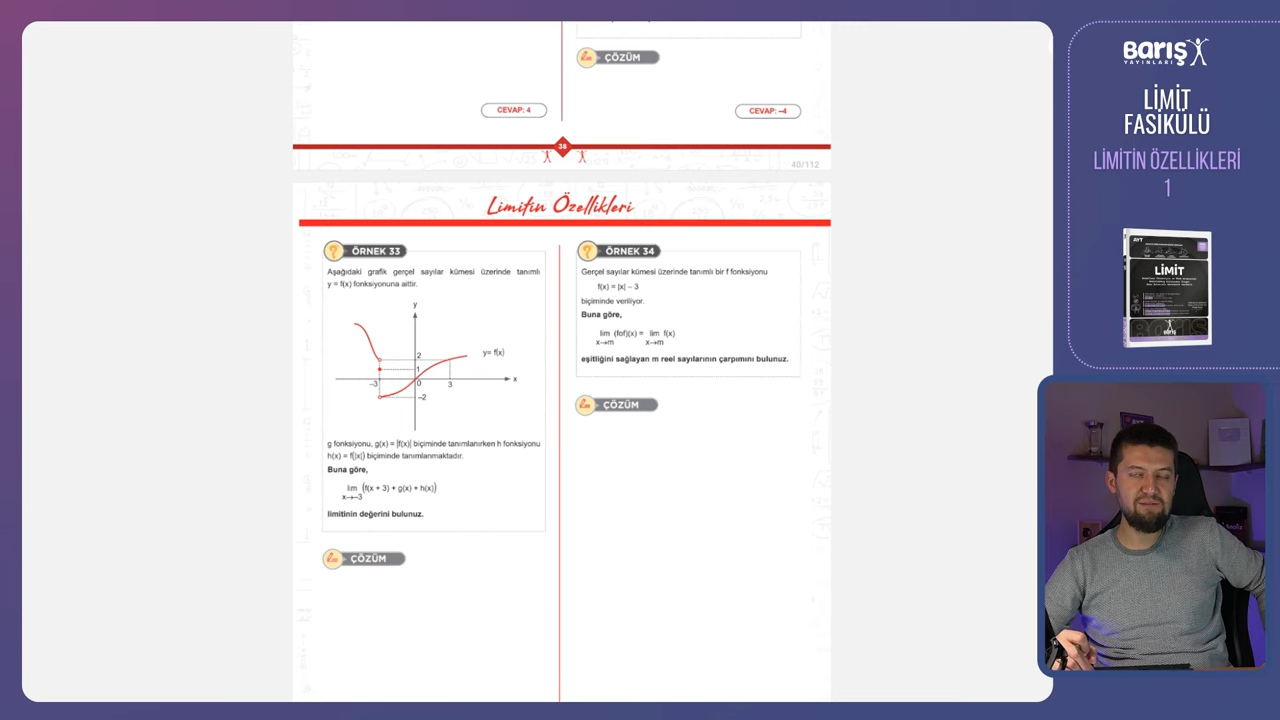 ÇÖZÜM
CEVAP: 4
CEVAP: –4
38
40/112
Limitin Özellikleri
? ÖRNEK 33
Aşağıdaki grafik gerçel sayılar kümesi üzerinde tanımlı
y = f(x) fonksiyonuna aittir.
y
2
y= f(x)
1
–3
0
3
x
–2
g fonksiyonu, g(x) = |f(x)| biçiminde tanımlanırken h fonksiyonu
h(x) = f(|x|) biçiminde tanımlanmaktadır.
Buna göre,
lim (f(x + 3) + g(x) + h(x))
x→–3
limitinin değerini bulunuz.
ÇÖZÜM
? ÖRNEK 34
Gerçel sayılar kümesi üzerinde tanımlı bir f fonksiyonu
f(x) = |x| – 3
biçiminde veriliyor.
Buna göre,
lim (fof)(x) = lim f(x)
x→m x→m
eşitliğini sağlayan m reel sayılarının çarpımını bulunuz.
ÇÖZÜM
BARIŞ
YAYINLARI
LİMİT
FASİKÜLÜ
LİMİTİN ÖZELLİKLERİ
1
AYT
LİMİT
BARIŞ